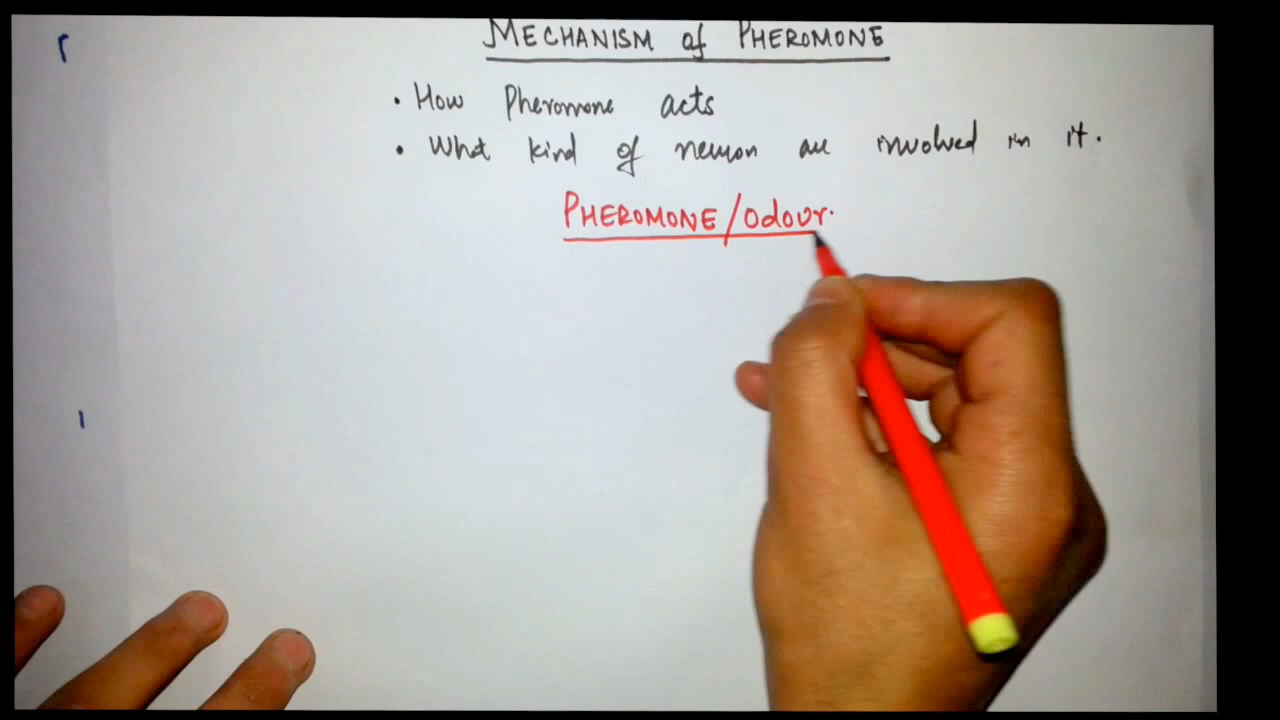 MECHANISM of PHEROMONE
• How Pheromone acts
• What kind of neuron are involved in it.
PHEROMONE/Odour.